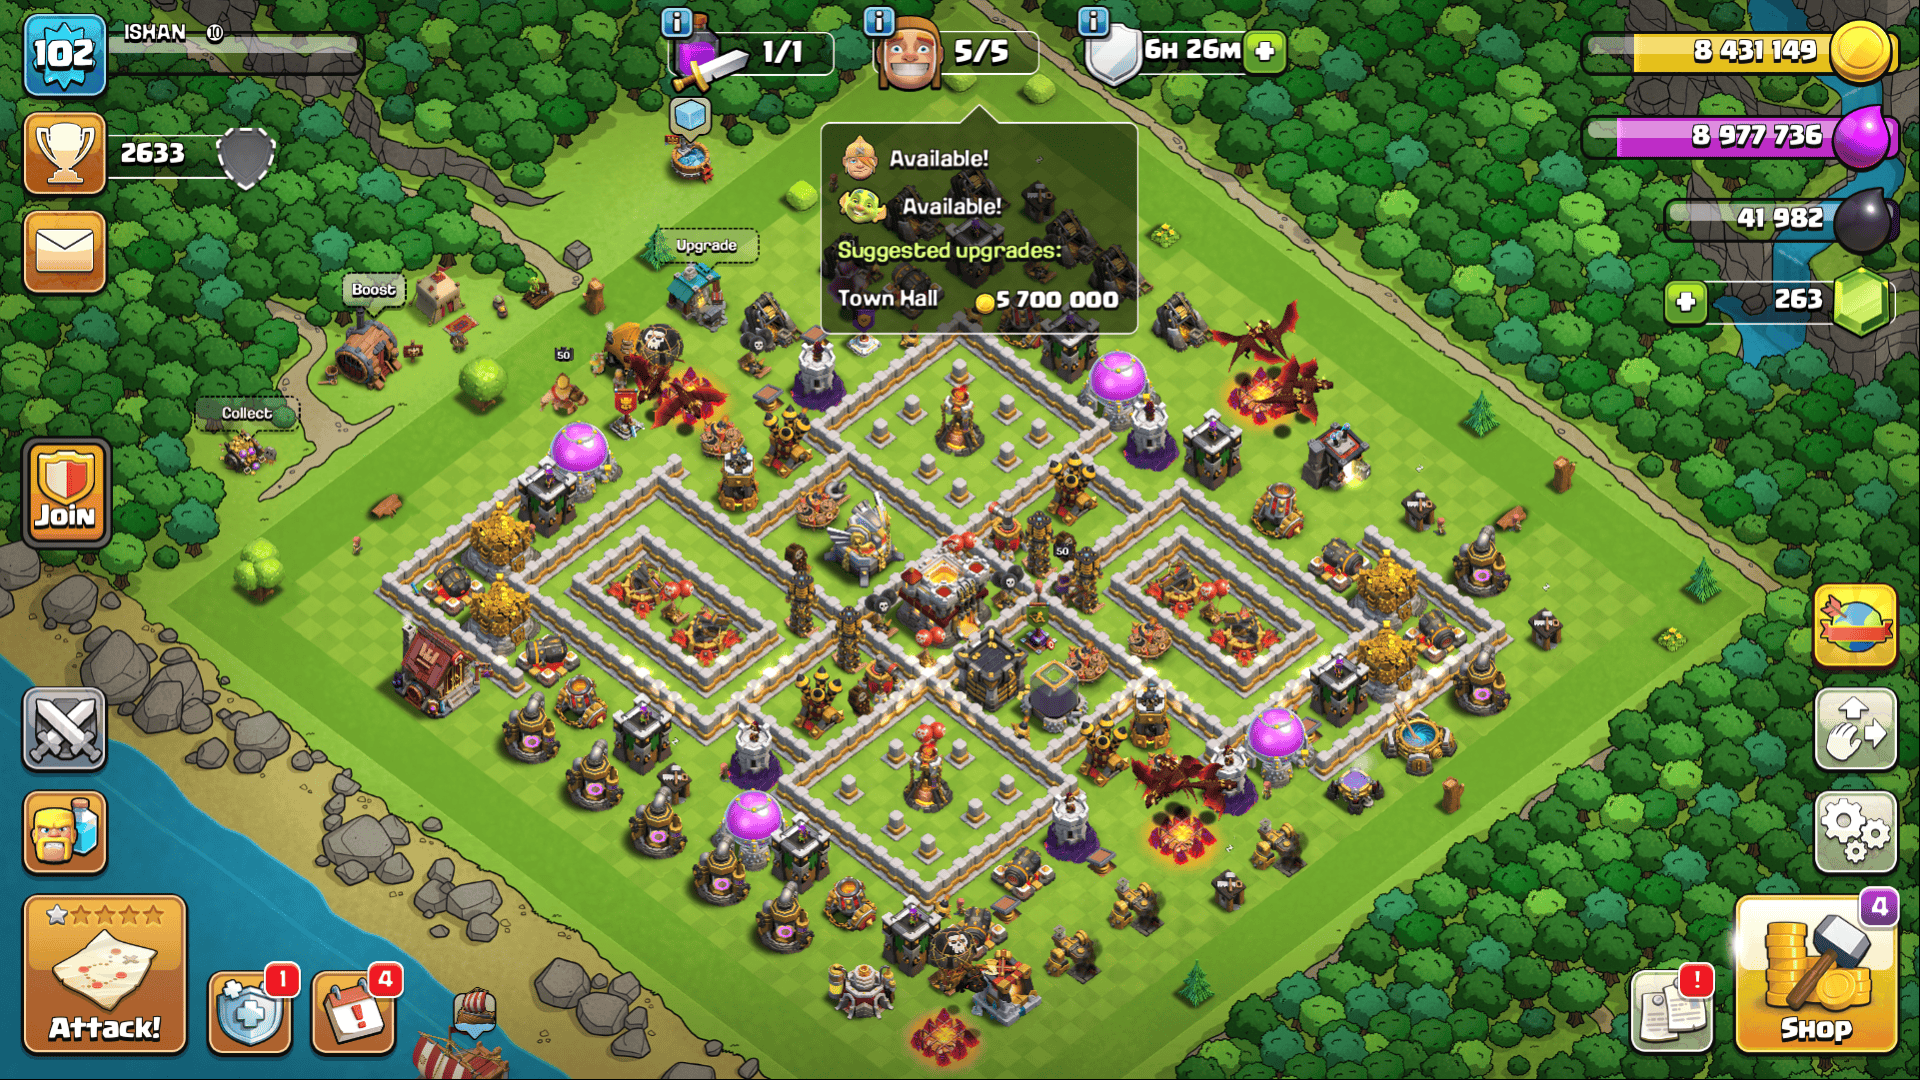 102
ISHAN 10
i
1/1
i
5/5
i
6h 26m
8 431 149
2633
8 977 736
Available!
Available!
41 982
Suggested upgrades:
Town Hall 5 700 000
263
Upgrade
Boost
50
Collect
Join
50
4
1
4
!
Attack!
Shop